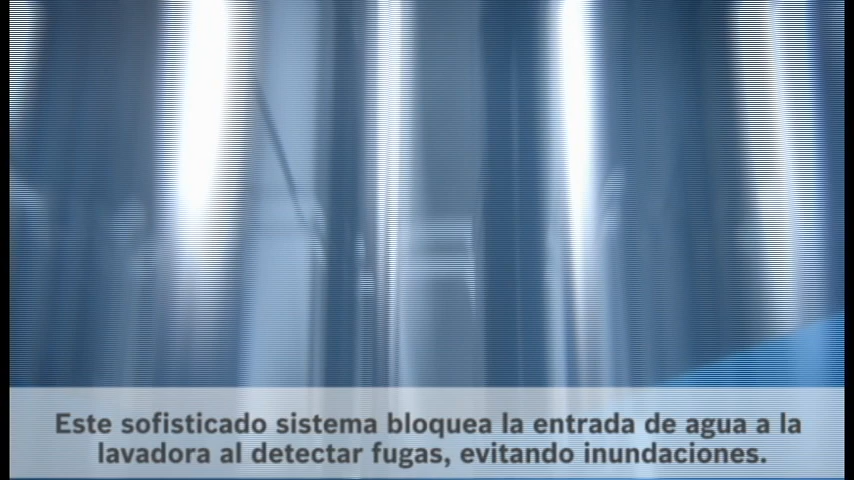 Este sofisticado sistema bloquea la entrada de agua a la
lavadora al detectar fugas, evitando inundaciones.